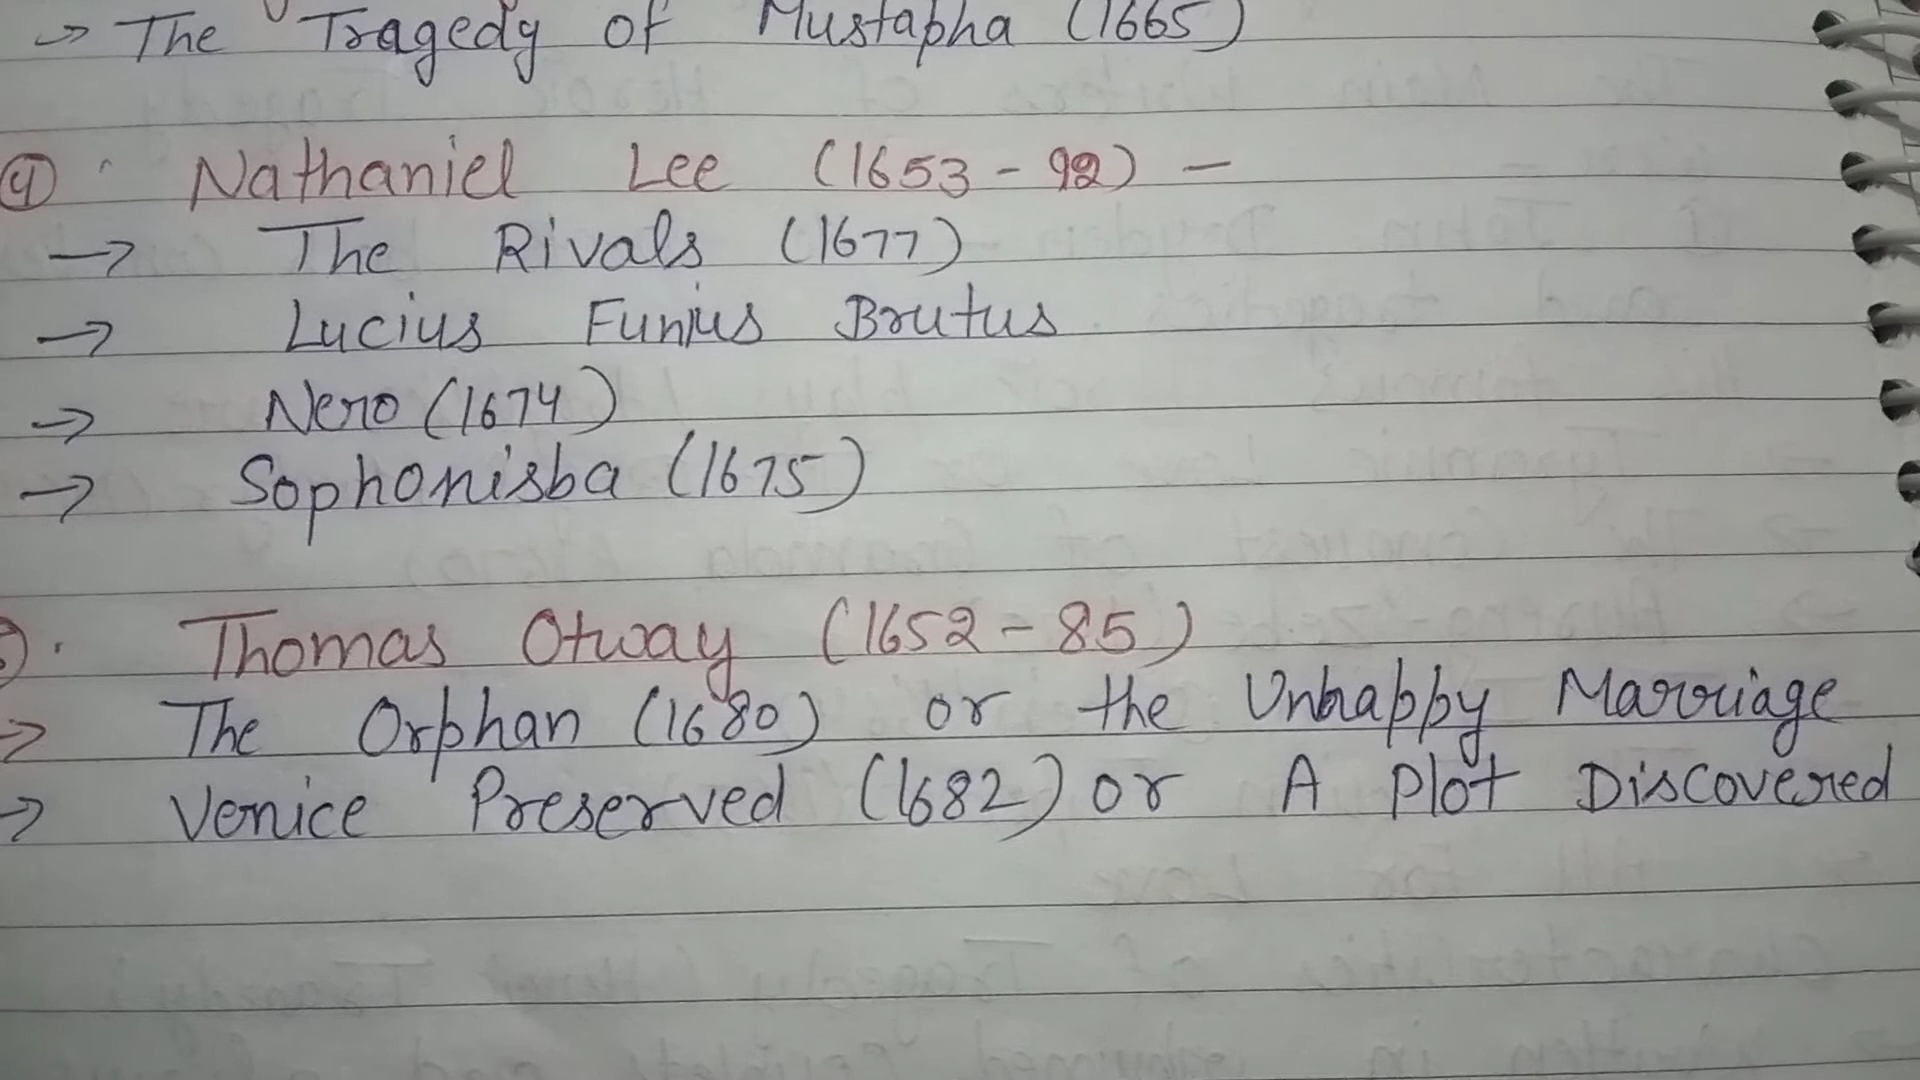 → The Tragedy of Mustapha (1665)
④ Nathaniel Lee (1653 - 92) -
→ The Rivals (1677)
→ Lucius Funius Brutus
→ Nero (1674)
→ Sophonisba (1675)
Thomas Otway (1652 - 85)
→ The Orphan (1680) or the Unhappy Marriage
→ Venice Preserved (1682) or A Plot Discovered